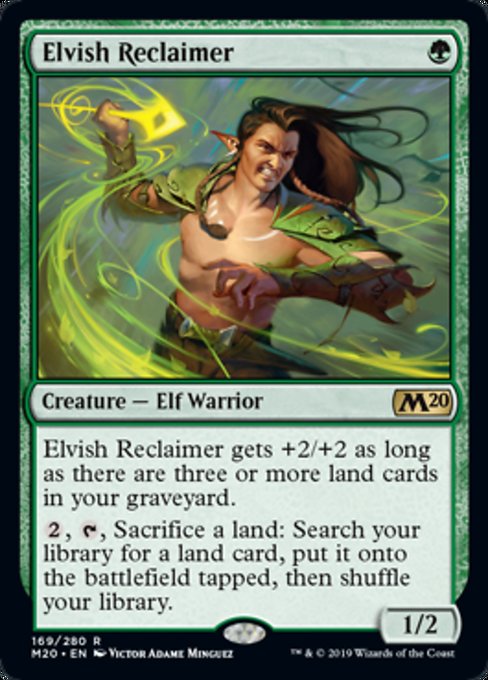 Elvish Reclaimer
Creature — Elf Warrior
M20
Elvish Reclaimer gets +2/+2 as long
as there are three or more land cards
in your graveyard.
2, , Sacrifice a land: Search your
library for a land card, put it onto
the battlefield tapped, then shuffle
your library.
1/2
169/280 R
M20 • EN Victor Adame Minguez
™ & © 2019 Wizards of the Coast